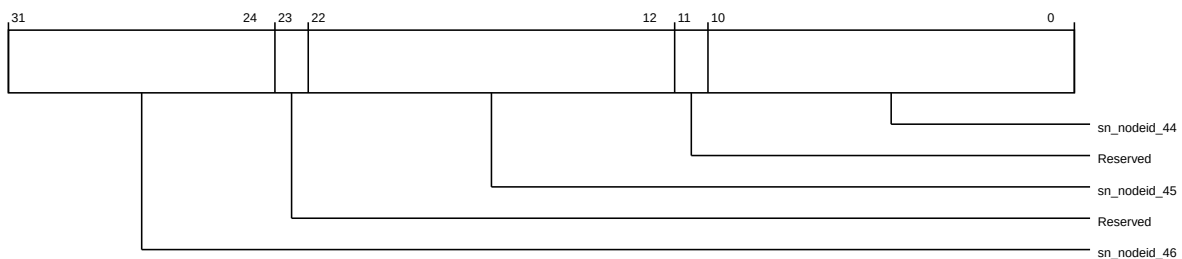 31 24 23 22 12 11 10 0
sn_nodeid_44
Reserved
sn_nodeid_45
Reserved
sn_nodeid_46